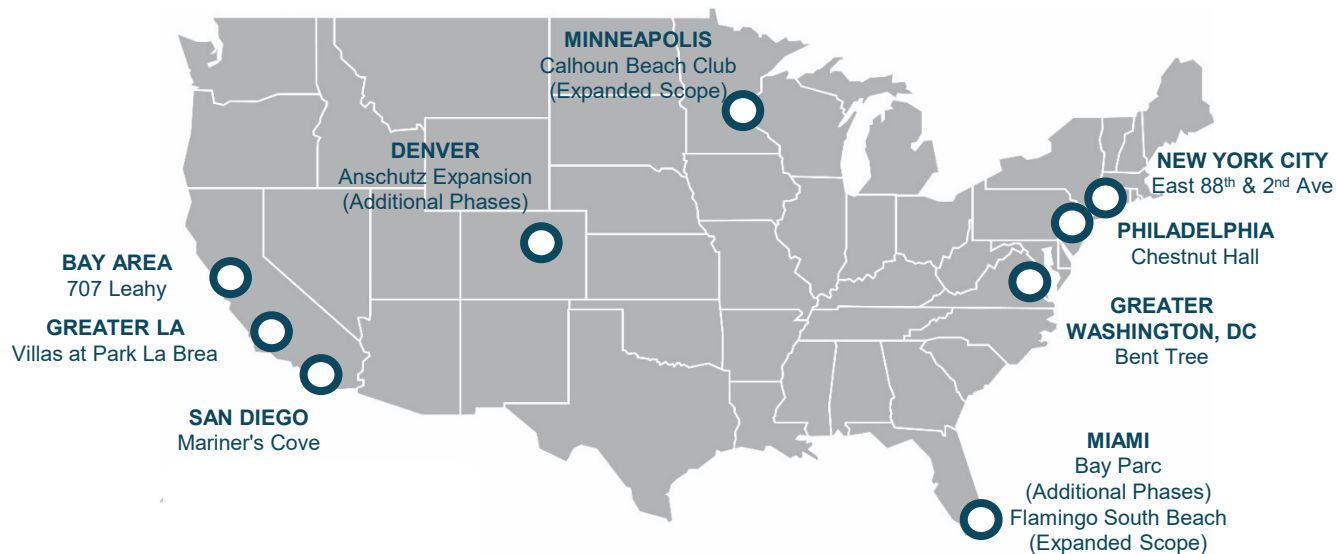 MINNEAPOLIS
Calhoun Beach Club
(Expanded Scope)
DENVER
Anschutz Expansion
(Additional Phases)
NEW YORK CITY
East 88th & 2nd Ave
PHILADELPHIA
Chestnut Hall
BAY AREA
707 Leahy
GREATER LA
Villas at Park La Brea
GREATER
WASHINGTON, DC
Bent Tree
SAN DIEGO
Mariner's Cove
MIAMI
Bay Parc
(Additional Phases)
Flamingo South Beach
(Expanded Scope)